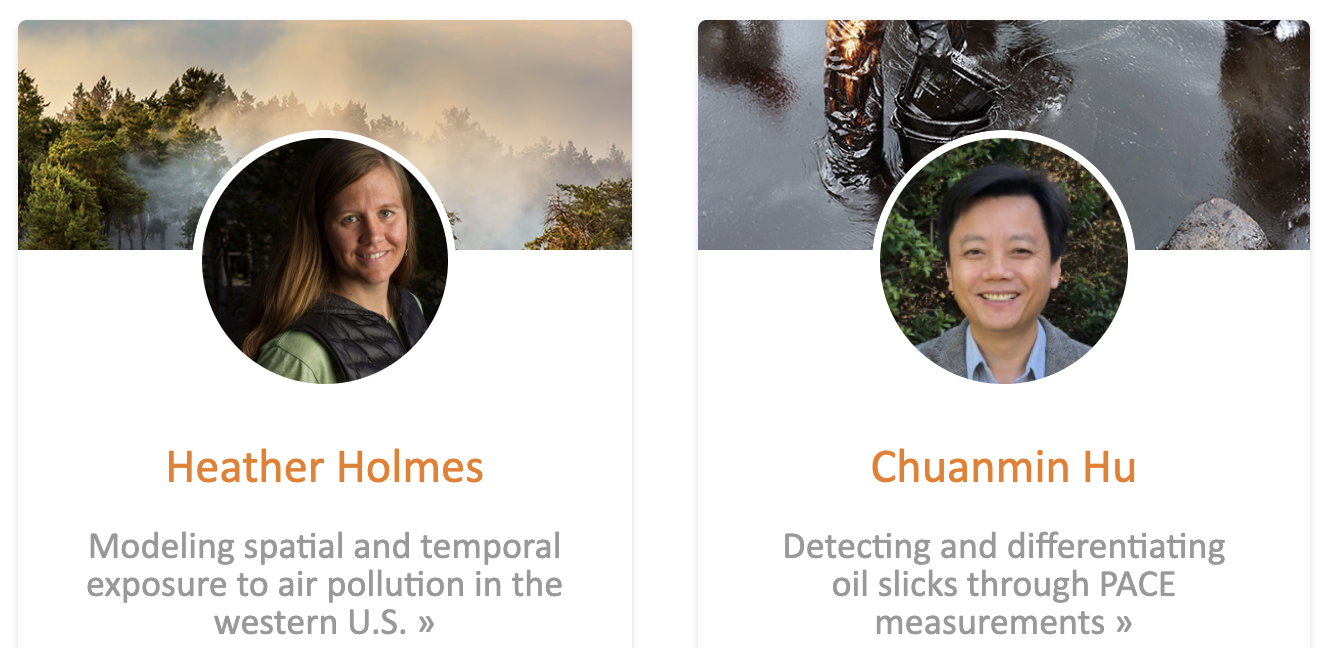 Heather Holmes
Modeling spatial and temporal
exposure to air pollution in the
western U.S. »
Chuanmin Hu
Detecting and differentiating
oil slicks through PACE
measurements »